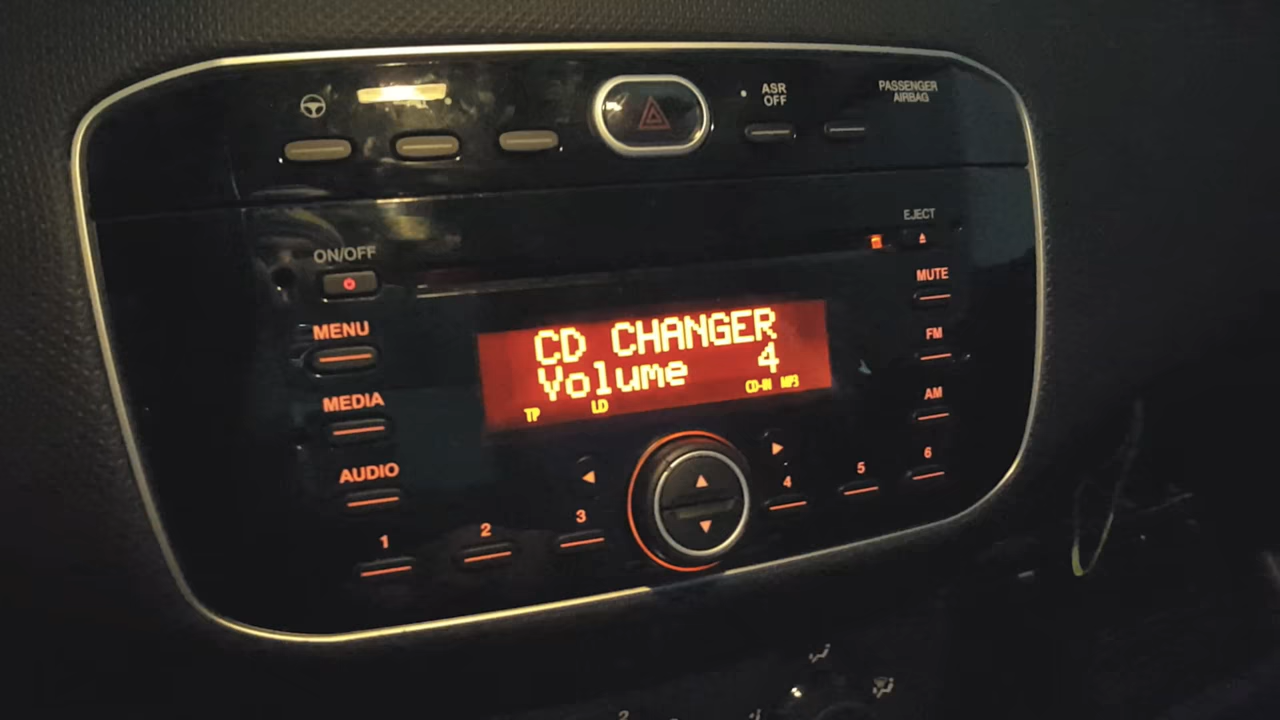 ASR
OFF
PASSENGER
AIRBAG
EJECT
ON/OFF
MUTE
MENU
FM
CD CHANGER
Volume 4
TP LD CD-IN MP3
MEDIA
AM
AUDIO
1 2 3 4 5 6
2